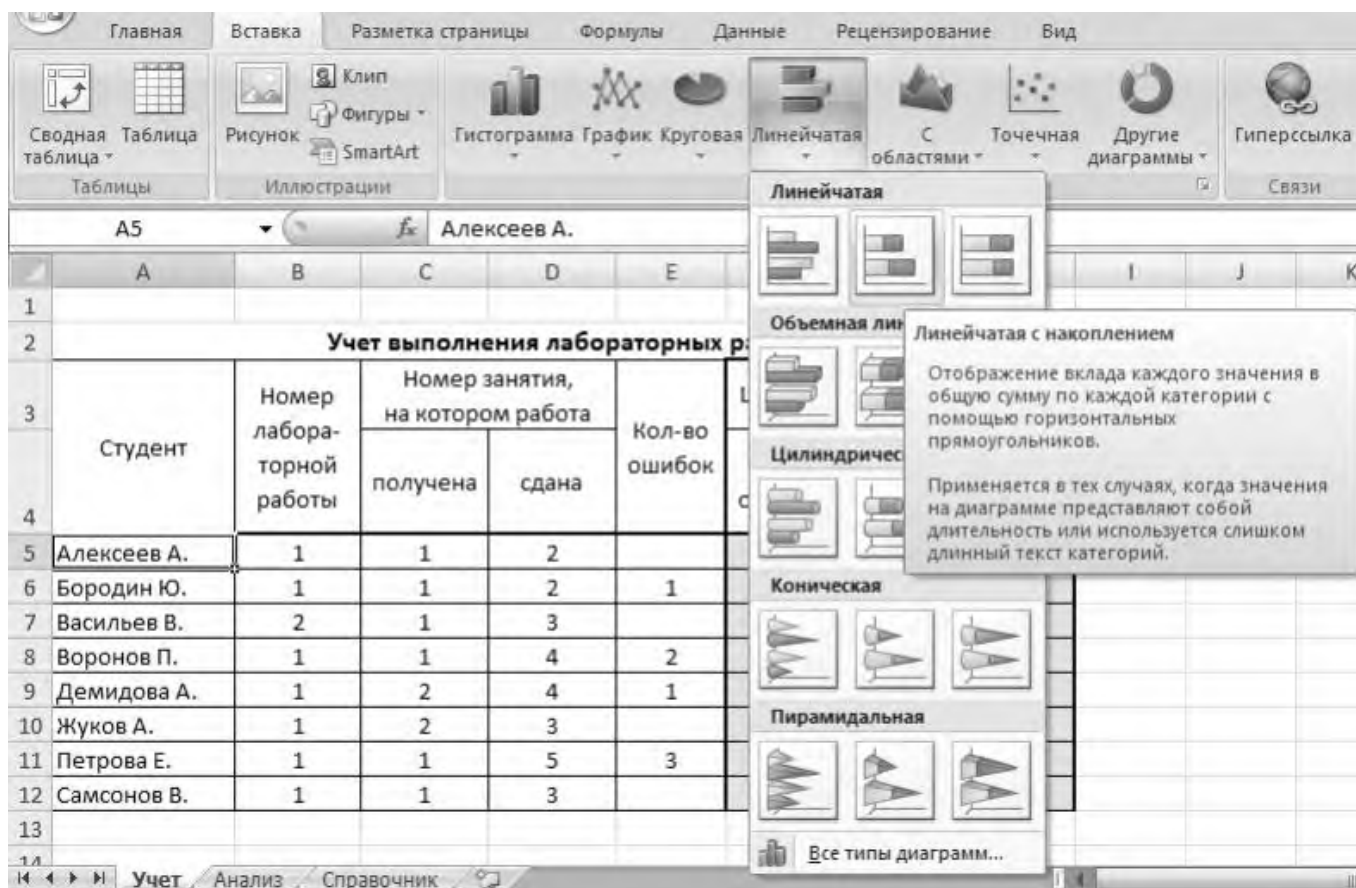 Главная Вставка Разметка страницы Формулы Данные Рецензирование Вид
Сводная таблица
Таблица
Рисунок
Клип
Фигуры
SmartArt
Гистограмма График Круговая Линейчатая С областями Точечная Другие диаграммы
Гиперссылка
Таблицы Иллюстрации Связи
A5 fx Алексеев А.
A B C D E I J K
1
2 Учет выполнения лабораторных
3
4
Студент
Номер
лабора-
торной
работы
Номер занятия,
на котором работа
получена сдана
Кол-во
ошибок
5 Алексеев А. 1 1 2
6 Бородин Ю. 1 1 2 1
7 Васильев В. 2 1 3
8 Воронов П. 1 1 4 2
9 Демидова А. 1 2 4 1
10 Жуков А. 1 2 3
11 Петрова Е. 1 1 5 3
12 Самсонов В. 1 1 3
13
14
Линейчатая
Объемная лин
Цилиндричес
Коническая
Пирамидальная
Все типы диаграмм...
Линейчатая с накоплением
Отображение вклада каждого значения в
общую сумму по каждой категории с
помощью горизонтальных
прямоугольников.
Применяется в тех случаях, когда значения
на диаграмме представляют собой
длительность или используется слишком
длинный текст категорий.
Учет Анализ Справочник